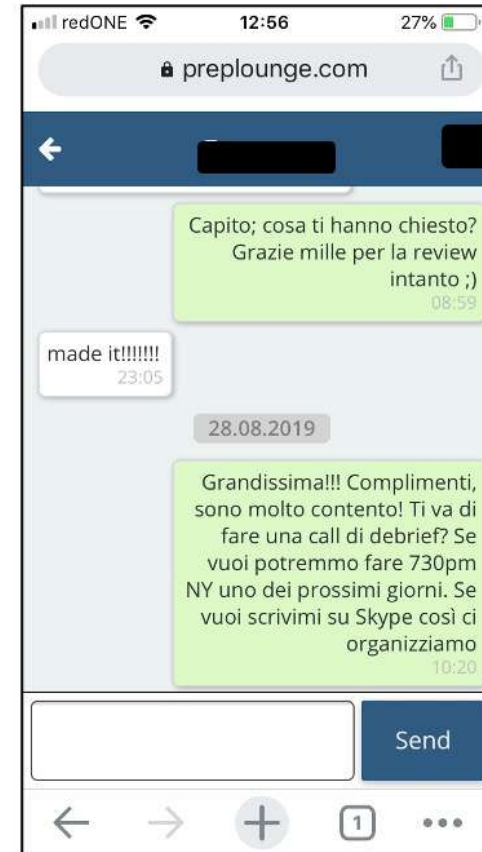 redONE 12:56 27%
preplounge.com
Capito; cosa ti hanno chiesto?
Grazie mille per la review
intanto ;)
08:59
made it!!!!!!!
23:05
28.08.2019
Grandissima!!! Complimenti,
sono molto contento! Ti va di
fare una call di debrief? Se
vuoi potremmo fare 730pm
NY uno dei prossimi giorni. Se
vuoi scrivimi su Skype così ci
organizziamo
10:20
Send
1